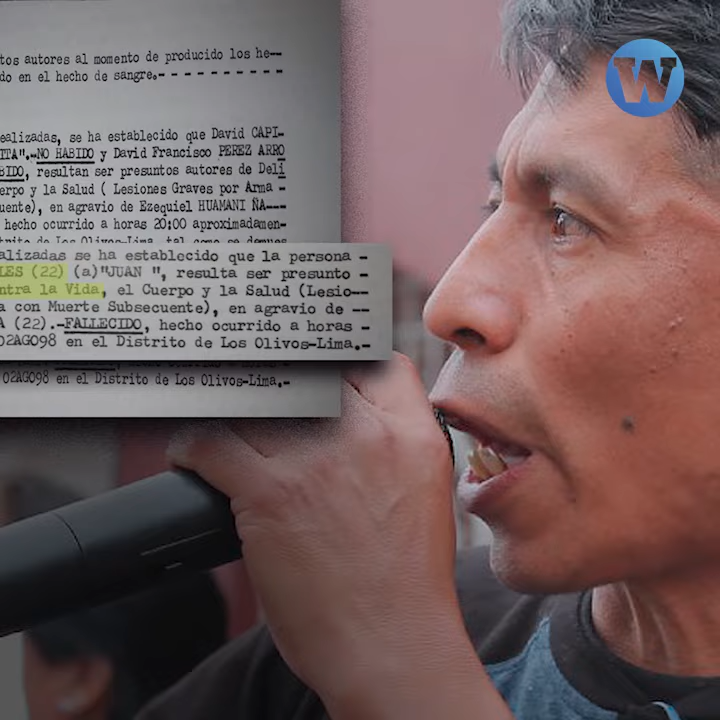 tos autores al momento de producido los he--
do en el hecho de sangre.- - - - - - - - - -
ealizadas, se ha establecido que David CAPI-
ITA".-NO HABIDO y David Francisco PEREZ ARRO
BIDO, resultan ser presuntos autores de Deli
erpo y la Salud ( Lesiones Graves por Arma -
uente), en agravio de Ezequiel HUAMANI ÑA---
hecho ocurrido a horas 20:00 aproximadamen-
trito de Los Olivos-Lima, tal como se demues
alizadas se ha establecido que la persona -
LES (22) (a)"JUAN ", resulta ser presunto -
ntra la Vida, el Cuerpo y la Salud (Lesio--
a con Muerte Subsecuente), en agravio de --
A (22).-FALLECIDO, hecho ocurrido a horas -
02AGO98 en el Distrito de Los Olivos-Lima.-
02AGO98 en el Distrito de Los Olivos-Lima.-
W